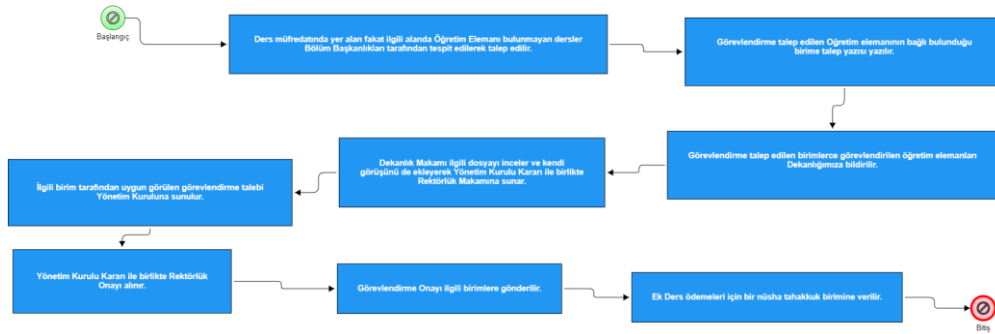 Başlangıç
Ders müfredatında yer alan fakat ilgili alanda Öğretim Elemanı bulunmayan dersler
Bölüm Başkanlıkları tarafından tespit edilerek talep edilir.
Görevlendirme talep edilen Öğretim elemanının bağlı bulunduğu
birime talep yazısı yazılır.
Görevlendirme talep edilen birimlerce görevlendirilen öğretim elemanları
Dekanlığımıza bildirilir.
Dekanlık Makamı ilgili dosyayı inceler ve kendi
görüşünü de ekleyerek Yönetim Kurulu Kararı ile birlikte
Rektörlük Makamına sunar.
İlgili birim tarafından uygun görülen görevlendirme talebi
Yönetim Kuruluna sunulur.
Yönetim Kurulu Kararı ile birlikte Rektörlük
Onayı alınır.
Görevlendirme Onayı ilgili birimlere gönderilir.
Ek Ders ödemeleri için bir nüsha tahakkuk birimine verilir.
Bitiş